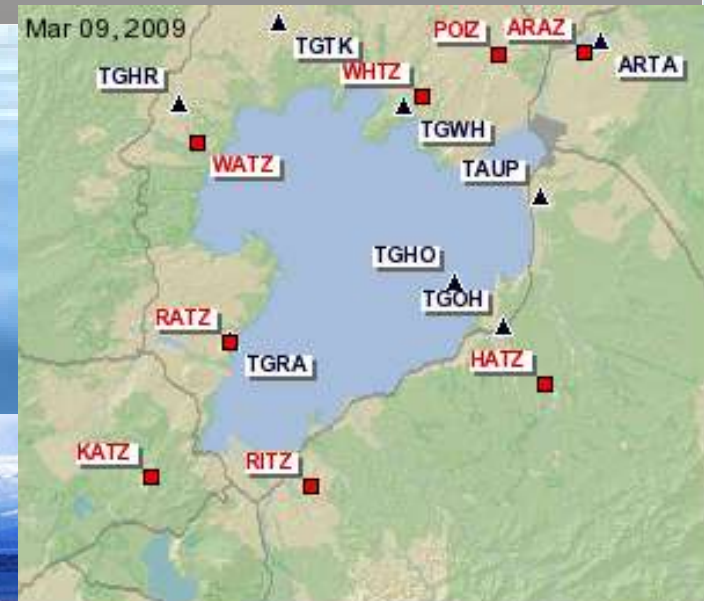 Mar 09, 2009
POIZ
ARAZ
TGTK
ARTA
WHTZ
TGHR
TGWH
WATZ
TAUP
TGHO
TGOH
RATZ
HATZ
TGRA
KATZ
RITZ